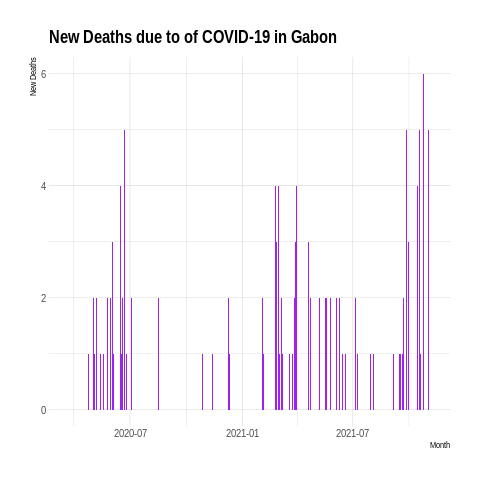 New Deaths due to of COVID-19 in Gabon
New Deaths
6
4
2
0
2020-07
2021-01
2021-07
Month